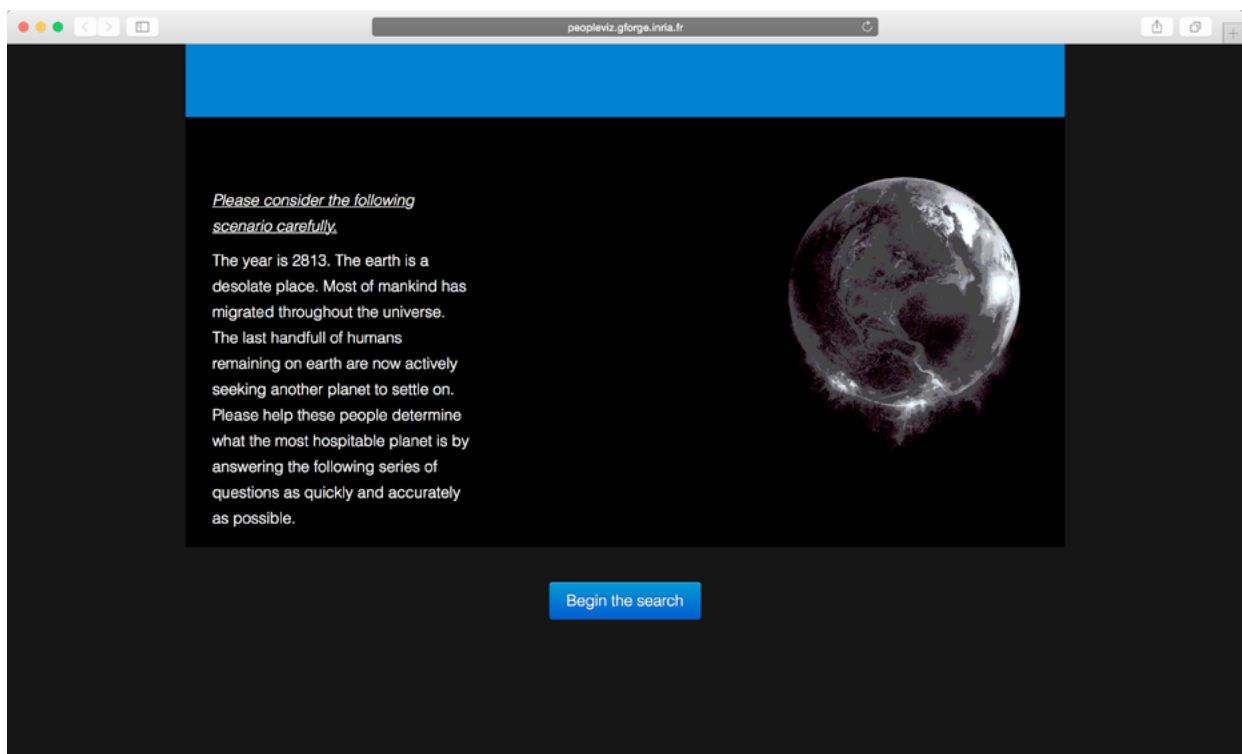 peopleviz.gforge.inria.fr
Please consider the following
scenario carefully.
The year is 2813. The earth is a
desolate place. Most of mankind has
migrated throughout the universe.
The last handfull of humans
remaining on earth are now actively
seeking another planet to settle on.
Please help these people determine
what the most hospitable planet is by
answering the following series of
questions as quickly and accurately
as possible.
Begin the search